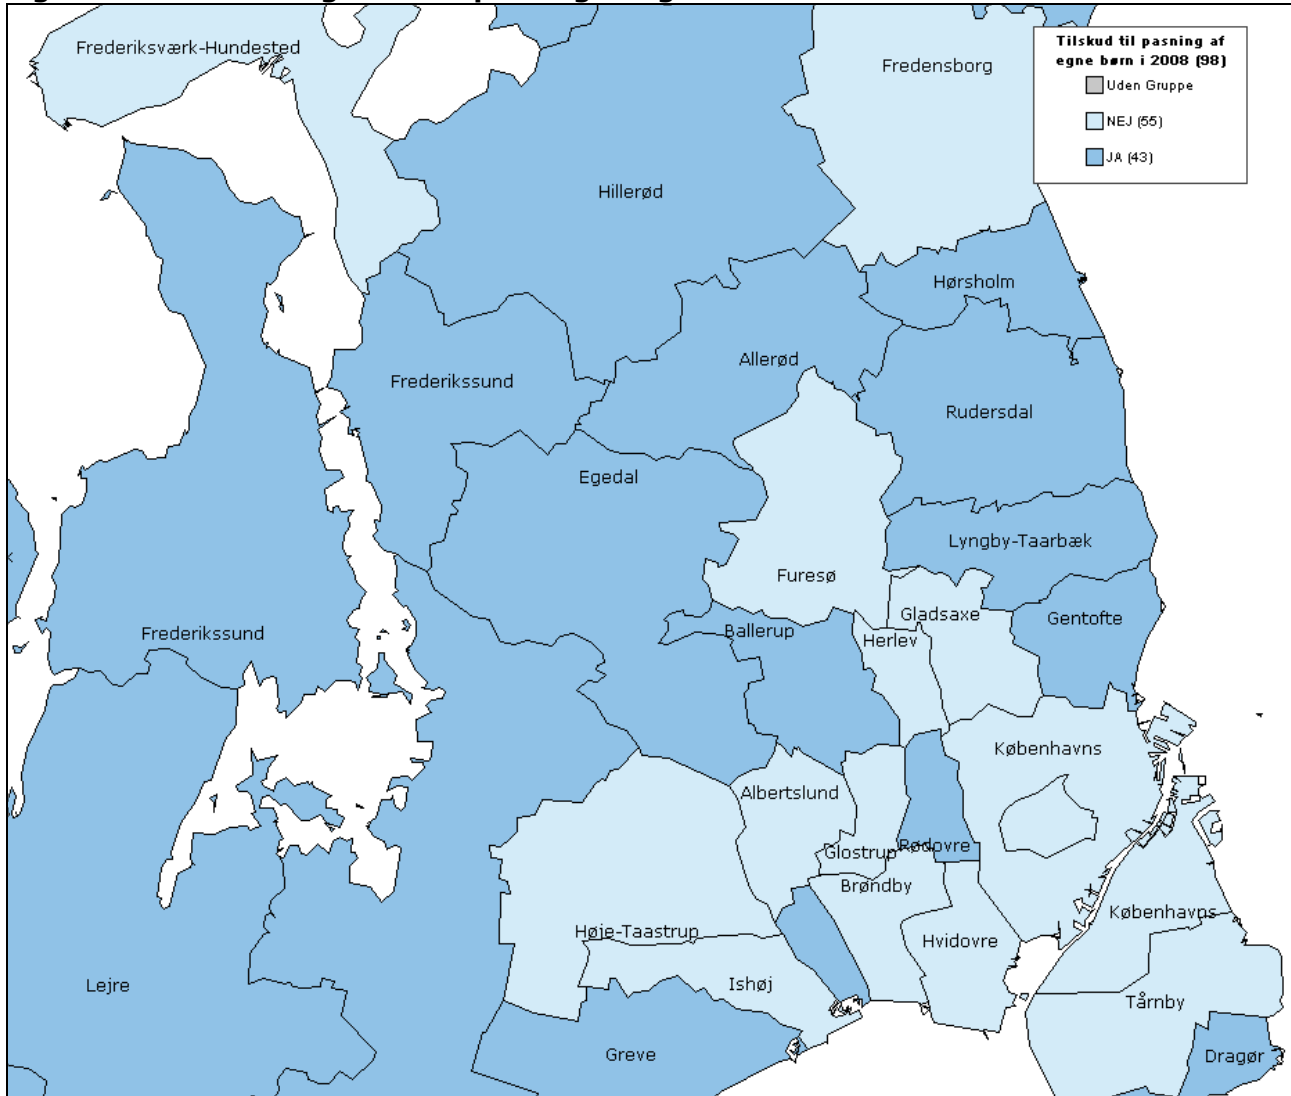 Frederiksværk-Hundested
Fredensborg
Tilskud til pasning af
egne børn i 2008 (98)
Uden Gruppe
NEJ (55)
JA (43)
Hillerød
Hørsholm
Allerød
Frederikssund
Rudersdal
Egedal
Lyngby-Taarbæk
Furesø
Gladsaxe
Gentofte
Frederikssund
Ballerup
Herlev
Københavns
Albertslund
Glostrup
Rødovre
Brøndby
Københavns
Høje-Taastrup
Hvidovre
Lejre
Ishøj
Tårnby
Greve
Dragør